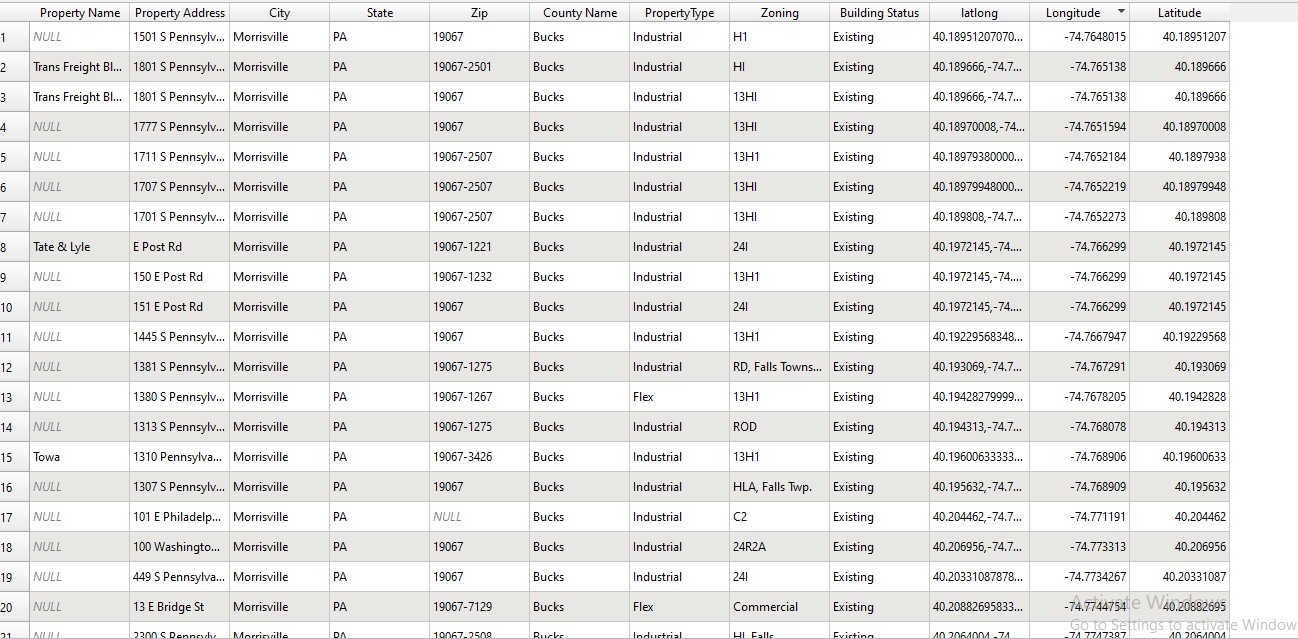 Property Name Property Address City State Zip County Name PropertyType Zoning Building Status latlong Longitude Latitude
1 NULL 1501 S Pennsylv... Morrisville PA 19067 Bucks Industrial H1 Existing 40.18951207070... -74.7648015 40.18951207
2 Trans Freight Bl... 1801 S Pennsylv... Morrisville PA 19067-2501 Bucks Industrial HI Existing 40.189666,-74.7... -74.765138 40.189666
3 Trans Freight Bl... 1801 S Pennsylv... Morrisville PA 19067 Bucks Industrial 13HI Existing 40.189666,-74.7... -74.765138 40.189666
4 NULL 1777 S Pennsylv... Morrisville PA 19067 Bucks Industrial 13HI Existing 40.18970008,-74... -74.7651594 40.18970008
5 NULL 1711 S Pennsylv... Morrisville PA 19067-2507 Bucks Industrial 13H1 Existing 40.18979380000... -74.7652184 40.1897938
6 NULL 1707 S Pennsylv... Morrisville PA 19067-2507 Bucks Industrial 13HI Existing 40.18979948000... -74.7652219 40.18979948
7 NULL 1701 S Pennsylv... Morrisville PA 19067-2507 Bucks Industrial 13HI Existing 40.189808,-74.7... -74.7652273 40.189808
8 Tate & Lyle E Post Rd Morrisville PA 19067-1221 Bucks Industrial 24I Existing 40.1972145,-74.... -74.766299 40.1972145
9 NULL 150 E Post Rd Morrisville PA 19067-1232 Bucks Industrial 13H1 Existing 40.1972145,-74.... -74.766299 40.1972145
10 NULL 151 E Post Rd Morrisville PA 19067 Bucks Industrial 24I Existing 40.1972145,-74.... -74.766299 40.1972145
11 NULL 1445 S Pennsylv... Morrisville PA 19067 Bucks Industrial 13H1 Existing 40.19229568348... -74.7667947 40.19229568
12 NULL 1381 S Pennsylv... Morrisville PA 19067-1275 Bucks Industrial RD, Falls Towns... Existing 40.193069,-74.7... -74.767291 40.193069
13 NULL 1380 S Pennsylv... Morrisville PA 19067-1267 Bucks Flex 13H1 Existing 40.19428279999... -74.7678205 40.1942828
14 NULL 1313 S Pennsylv... Morrisville PA 19067-1275 Bucks Industrial ROD Existing 40.194313,-74.7... -74.768078 40.194313
15 Towa 1310 Pennsylva... Morrisville PA 19067-3426 Bucks Industrial 13H1 Existing 40.19600633333... -74.768906 40.19600633
16 NULL 1307 S Pennsylv... Morrisville PA 19067 Bucks Industrial HLA, Falls Twp. Existing 40.195632,-74.7... -74.768909 40.195632
17 NULL 101 E Philadelp... Morrisville PA NULL Bucks Industrial C2 Existing 40.204462,-74.7... -74.771191 40.204462
18 NULL 100 Washingto... Morrisville PA 19067 Bucks Industrial 24R2A Existing 40.206956,-74.7... -74.773313 40.206956
19 NULL 449 S Pennsylva... Morrisville PA 19067 Bucks Industrial 24I Existing 40.20331087878... -74.7734267 40.20331087
20 NULL 13 E Bridge St Morrisville PA 19067-7129 Bucks Flex Commercial Existing 40.20882695833... -74.7744754 40.20882695
21 NULL 2300 S Pennsylv... Morrisville PA 19067-2508 Bucks Industrial HI, Falls Existing 40.2064004,-74... -74.7747387 40.2064004
Activate Windows
Go to Settings to activate Window